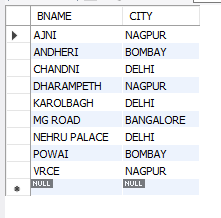 BNAME CITY
AJNI NAGPUR
ANDHERI BOMBAY
CHANDNI DELHI
DHARAMPETH NAGPUR
KAROLBAGH DELHI
MG ROAD BANGALORE
NEHRU PALACE DELHI
POWAI BOMBAY
VRCE NAGPUR
NULL NULL